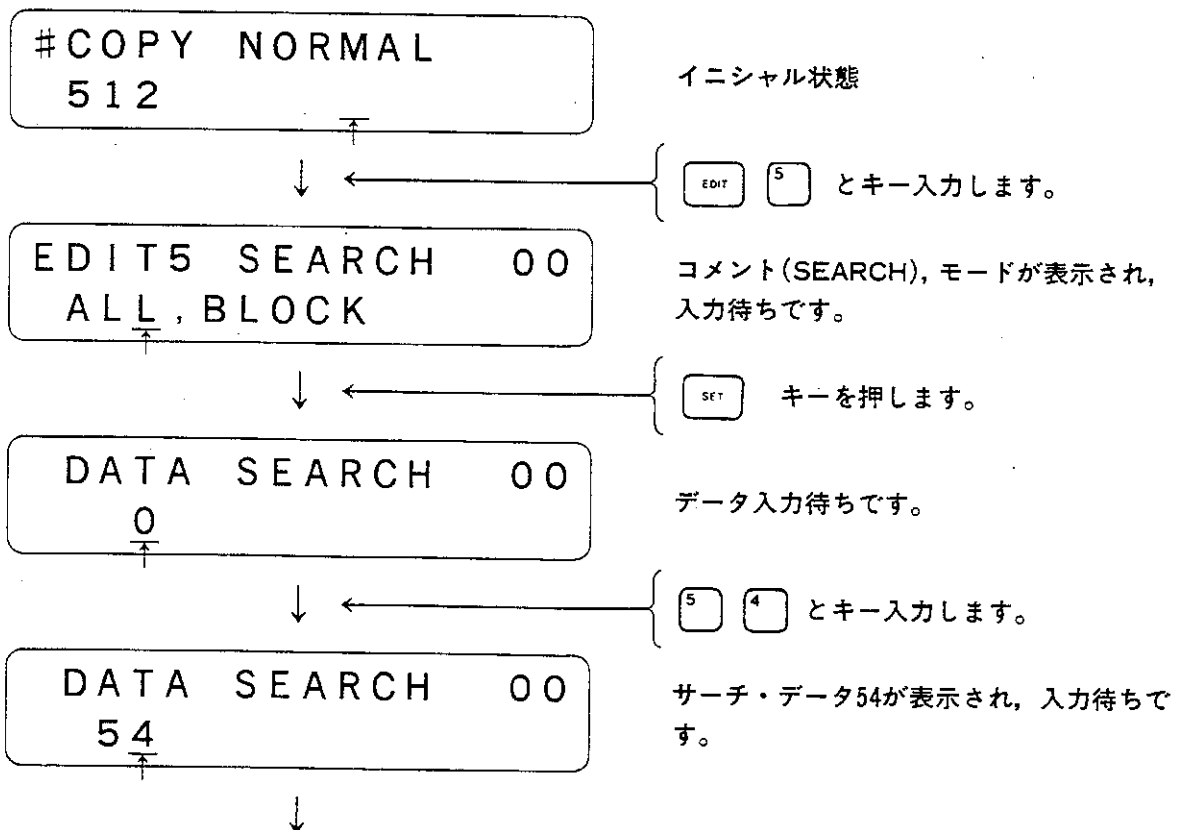 #COPY NORMAL
512
イニシャル状態
EDIT 5 とキー入力します。
EDIT5 SEARCH 00
ALL,BLOCK
コメント(SEARCH), モードが表示され,
入力待ちです。
SET キーを押します。
DATA SEARCH 00
0
データ入力待ちです。
5 4 とキー入力します。
DATA SEARCH 00
54
サーチ・データ54が表示され, 入力待ちで
す。